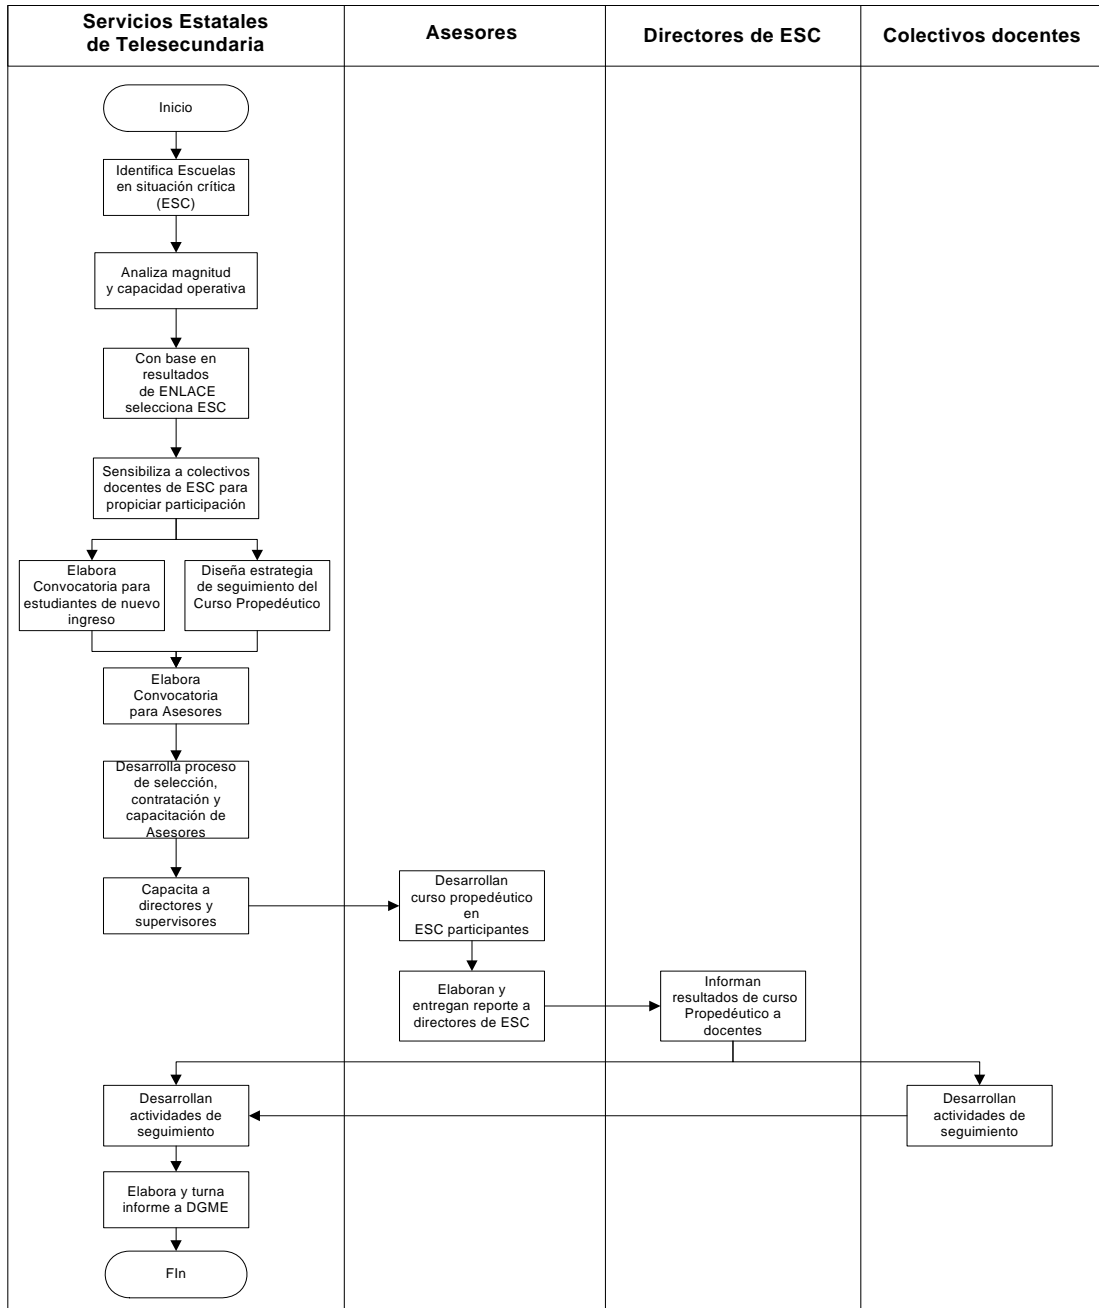 Servicios Estatales
de Telesecundaria
Asesores
Directores de ESC
Colectivos docentes
Inicio
Identifica Escuelas
en situación crítica
(ESC)
Analiza magnitud
y capacidad operativa
Con base en
resultados
de ENLACE
selecciona ESC
Sensibiliza a colectivos
docentes de ESC para
propiciar participación
Elabora
Convocatoria para
estudiantes de nuevo
ingreso
Diseña estrategia
de seguimiento del
Curso Propedéutico
Elabora
Convocatoria
para Asesores
Desarrolla proceso
de selección,
contratación y
capacitación de
Asesores
Capacita a
directores y
supervisores
Desarrollan
curso propedéutico
en
ESC participantes
Elaboran y
entregan reporte a
directores de ESC
Informan
resultados de curso
Propedéutico a
docentes
Desarrollan
actividades de
seguimiento
Desarrollan
actividades de
seguimiento
Elabora y turna
informe a DGME
FIn